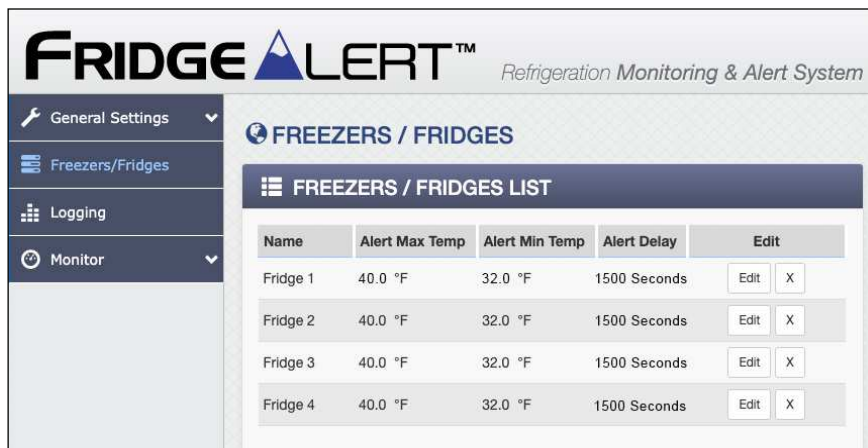 FRIDGE ALERT™
Refrigeration Monitoring & Alert System
General Settings
Freezers/Fridges
Logging
Monitor
FREEZERS / FRIDGES
FREEZERS / FRIDGES LIST
Name Alert Max Temp Alert Min Temp Alert Delay Edit
Fridge 1 40.0 °F 32.0 °F 1500 Seconds Edit X
Fridge 2 40.0 °F 32.0 °F 1500 Seconds Edit X
Fridge 3 40.0 °F 32.0 °F 1500 Seconds Edit X
Fridge 4 40.0 °F 32.0 °F 1500 Seconds Edit X